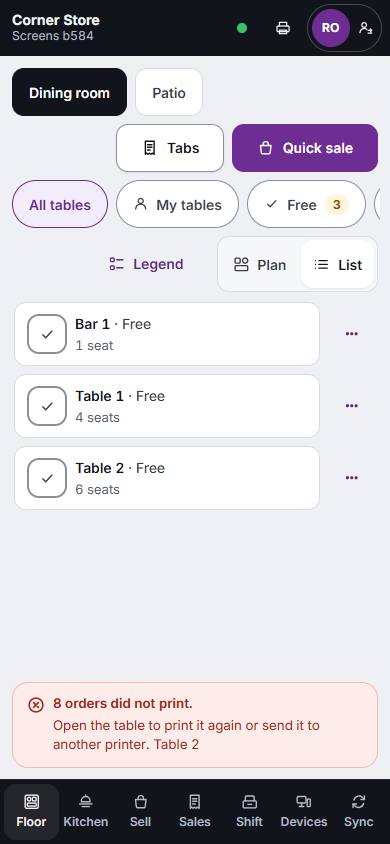 Corner Store
Screens b584
RO
Dining room
Patio
Tabs
Quick sale
All tables
My tables
Free 3
Legend
Plan
List
Bar 1 · Free
1 seat
Table 1 · Free
4 seats
Table 2 · Free
6 seats
8 orders did not print.
Open the table to print it again or send it to
another printer. Table 2
Floor
Kitchen
Sell
Sales
Shift
Devices
Sync